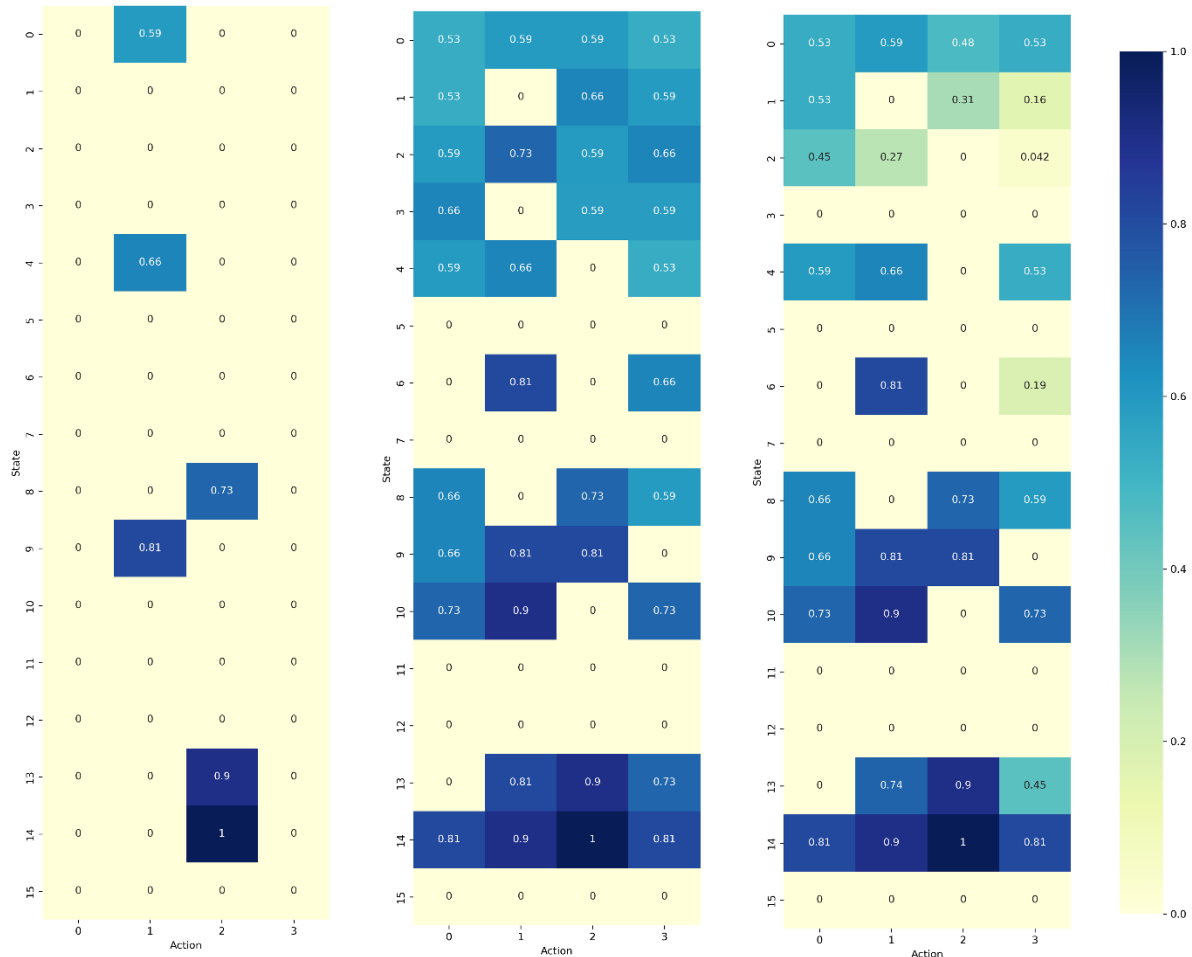 0 0 0.59 0 0
1 0 0 0 0
2 0 0 0 0
3 0 0 0 0
4 0 0.66 0 0
5 0 0 0 0
6 0 0 0 0
7 0 0 0 0
State
8 0 0 0.73 0
9 0 0.81 0 0
10 0 0 0 0
11 0 0 0 0
12 0 0 0 0
13 0 0 0.9 0
14 0 0 1 0
15 0 0 0 0
0 1 2 3
Action
0 0.53 0.59 0.59 0.53
1 0.53 0 0.66 0.59
2 0.59 0.73 0.59 0.66
3 0.66 0 0.59 0.59
4 0.59 0.66 0 0.53
5 0 0 0 0
6 0 0.81 0 0.66
7 0 0 0 0
State
8 0.66 0 0.73 0.59
9 0.66 0.81 0.81 0
10 0.73 0.9 0 0.73
11 0 0 0 0
12 0 0 0 0
13 0 0.81 0.9 0.73
14 0.81 0.9 1 0.81
15 0 0 0 0
0 1 2 3
Action
0 0.53 0.59 0.48 0.53
1 0.53 0 0.31 0.16
2 0.45 0.27 0 0.042
3 0 0 0 0
4 0.59 0.66 0 0.53
5 0 0 0 0
6 0 0.81 0 0.19
7 0 0 0 0
State
8 0.66 0 0.73 0.59
9 0.66 0.81 0.81 0
10 0.73 0.9 0 0.73
11 0 0 0 0
12 0 0 0 0
13 0 0.74 0.9 0.45
14 0.81 0.9 1 0.81
15 0 0 0 0
0 1 2 3
Action
1.0
0.8
0.6
0.4
0.2
0.0